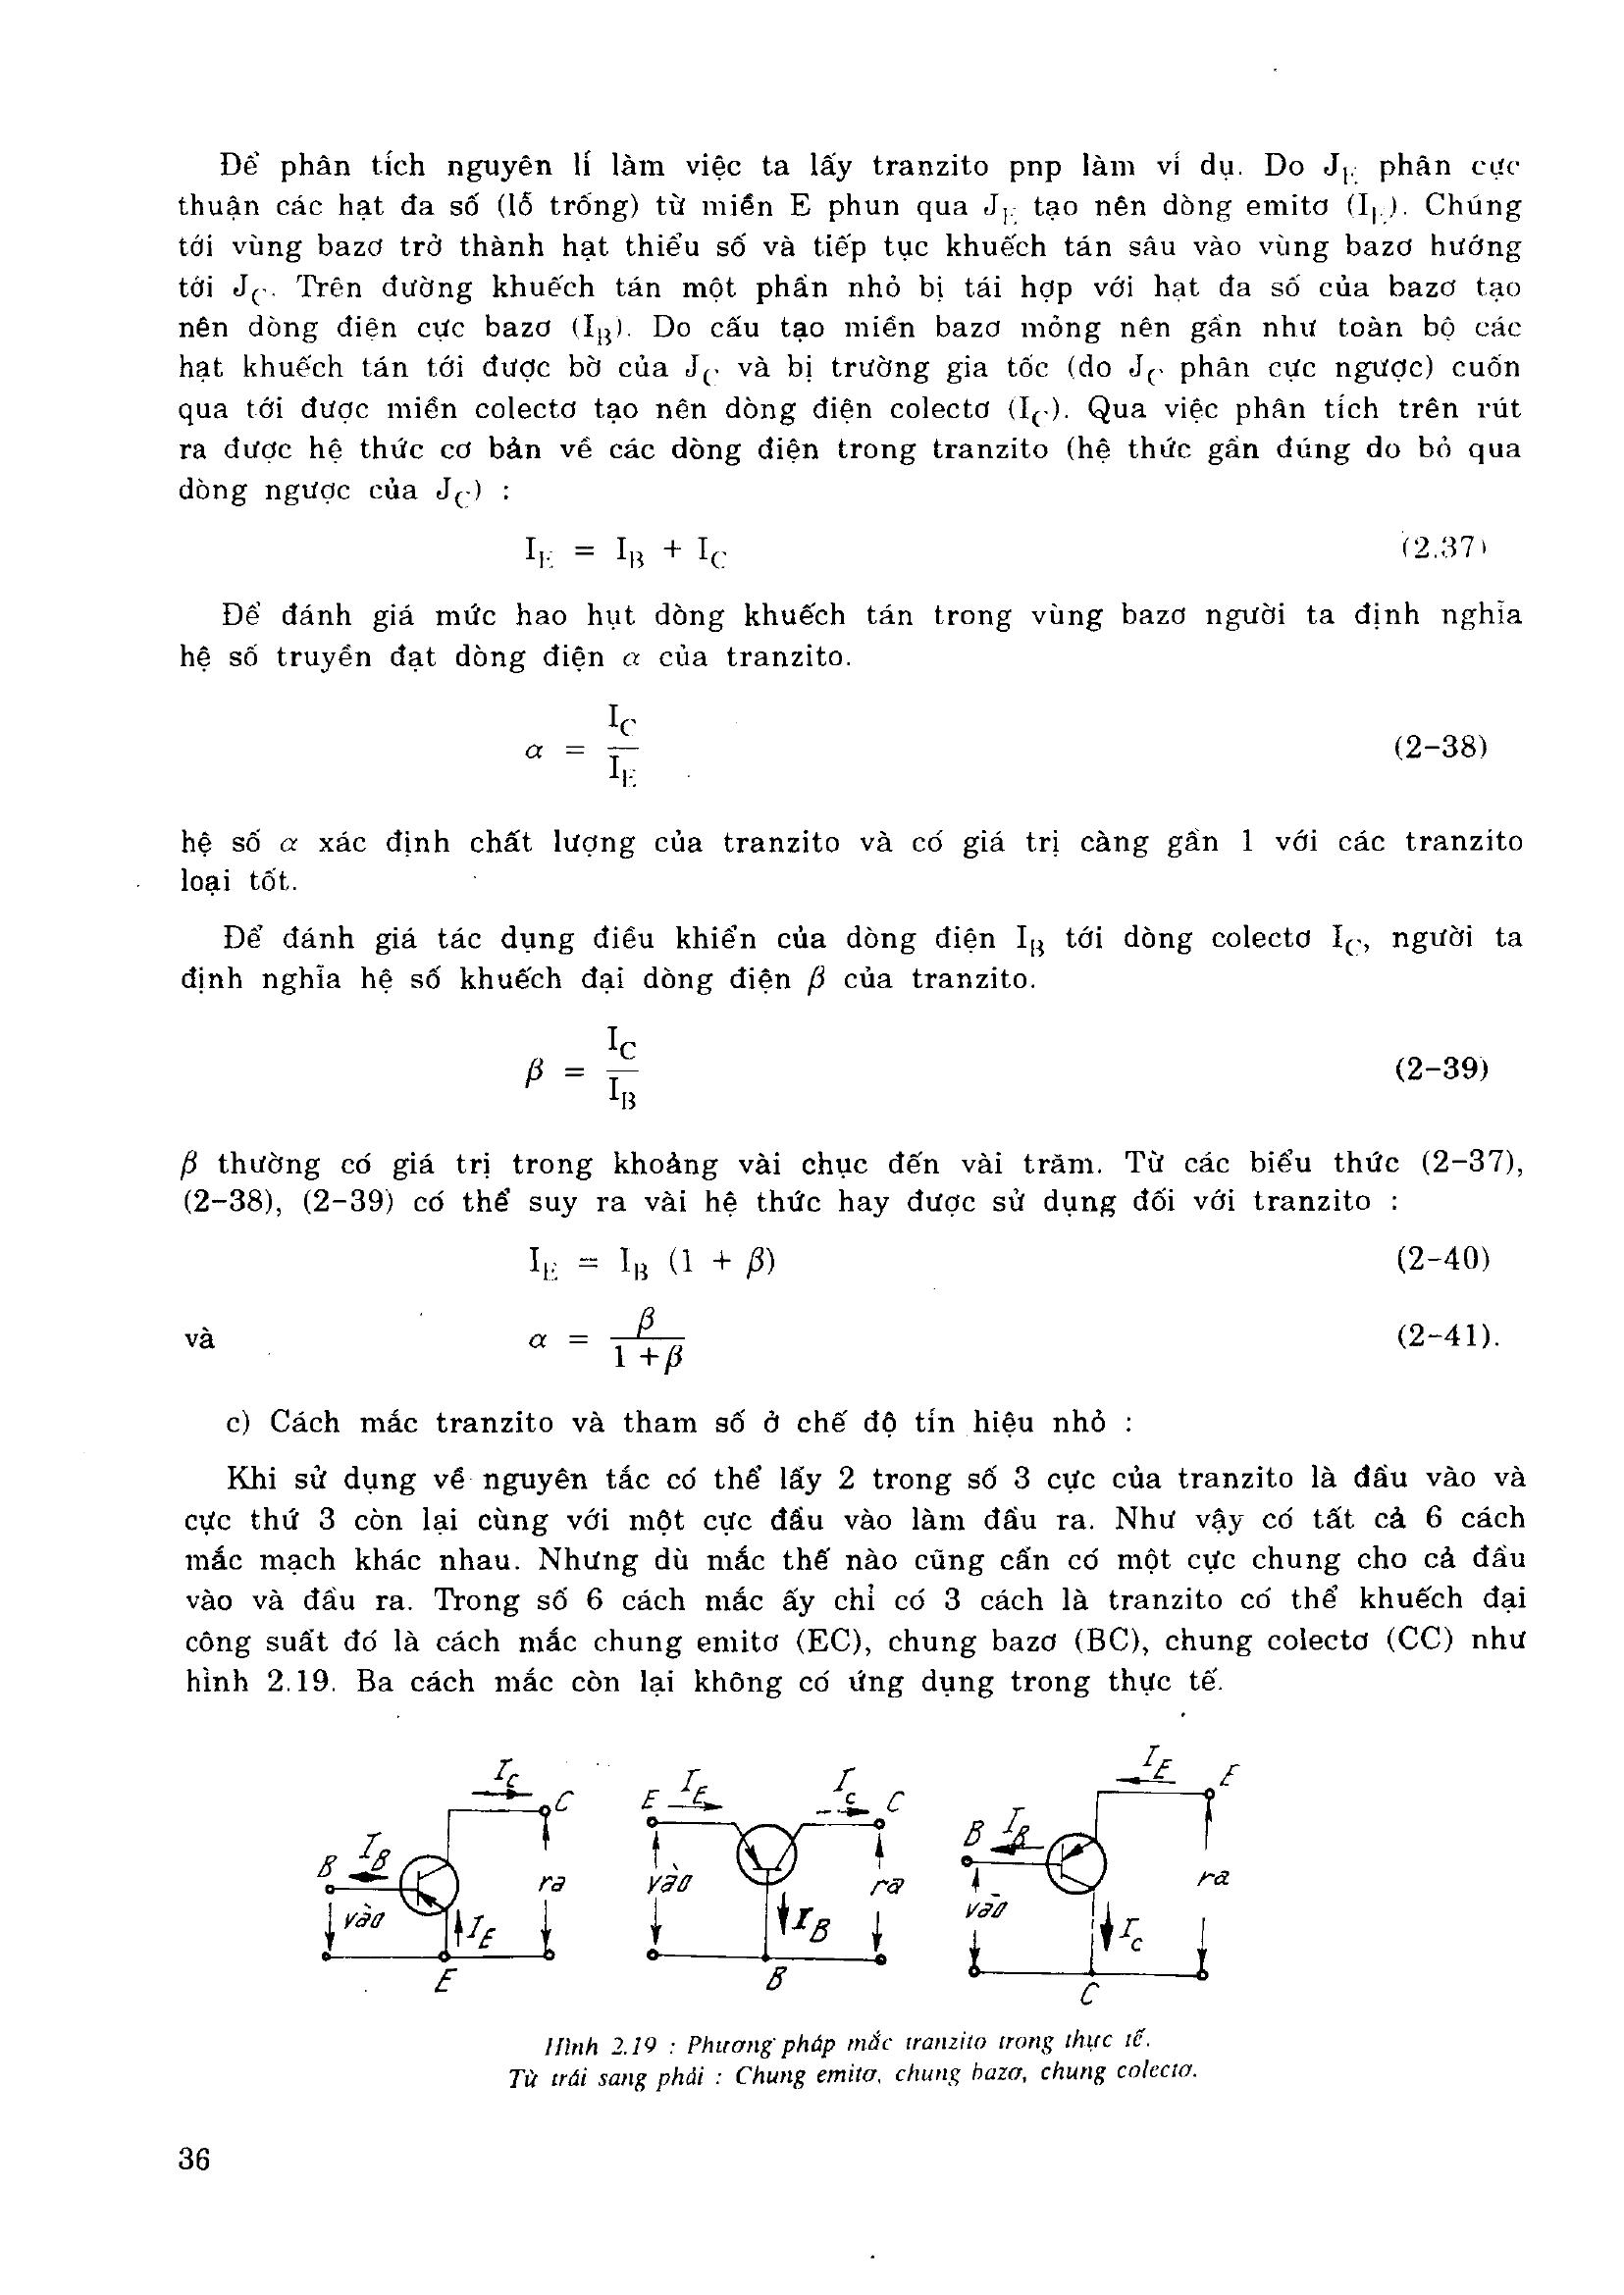 Để phân tích nguyên lí làm việc ta lấy tranzito pnp làm ví dụ. Do J_E phân cực
thuận các hạt đa số (lỗ trống) từ miền E phun qua J_E tạo nên dòng emitơ (I_E). Chúng
tới vùng bazơ trở thành hạt thiểu số và tiếp tục khuếch tán sâu vào vùng bazơ hướng
tới J_C. Trên đường khuếch tán một phần nhỏ bị tái hợp với hạt đa số của bazơ tạo
nên dòng điện cực bazơ (I_B). Do cấu tạo miền bazơ mỏng nên gần như toàn bộ các
hạt khuếch tán tới được bờ của J_C và bị trường gia tốc (do J_C phân cực ngược) cuốn
qua tới được miền colectơ tạo nên dòng điện colectơ (I_C). Qua việc phân tích trên rút
ra được hệ thức cơ bản về các dòng điện trong tranzito (hệ thức gần đúng do bỏ qua
dòng ngược của J_C) :
I_E = I_B + I_C (2.37)
Để đánh giá mức hao hụt dòng khuếch tán trong vùng bazơ người ta định nghĩa
hệ số truyền đạt dòng điện α của tranzito.
α = I_C / I_E (2-38)
hệ số α xác định chất lượng của tranzito và có giá trị càng gần 1 với các tranzito
loại tốt.
Để đánh giá tác dụng điều khiển của dòng điện I_B tới dòng colectơ I_C, người ta
định nghĩa hệ số khuếch đại dòng điện β của tranzito.
β = I_C / I_B (2-39)
β thường có giá trị trong khoảng vài chục đến vài trăm. Từ các biểu thức (2-37),
(2-38), (2-39) có thể suy ra vài hệ thức hay được sử dụng đối với tranzito :
I_E = I_B (1 + β) (2-40)
và α = β / (1 + β) (2-41).
c) Cách mắc tranzito và tham số ở chế độ tín hiệu nhỏ :
Khi sử dụng về nguyên tắc có thể lấy 2 trong số 3 cực của tranzito là đầu vào và
cực thứ 3 còn lại cùng với một cực đầu vào làm đầu ra. Như vậy có tất cả 6 cách
mắc mạch khác nhau. Nhưng dù mắc thế nào cũng cần có một cực chung cho cả đầu
vào và đầu ra. Trong số 6 cách mắc ấy chỉ có 3 cách là tranzito có thể khuếch đại
công suất đó là cách mắc chung emitơ (EC), chung bazơ (BC), chung colectơ (CC) như
hình 2.19. Ba cách mắc còn lại không có ứng dụng trong thực tế.
I_C C
B I_B
vào ra
I_E
E
E I_E I_C C
vào ra
I_B
B
I_E E
B I_B
vào ra
I_C
C
Hình 2.19 : Phương pháp mắc tranzito trong thực tế.
Từ trái sang phải : Chung emitơ, chung bazơ, chung colectơ.
36